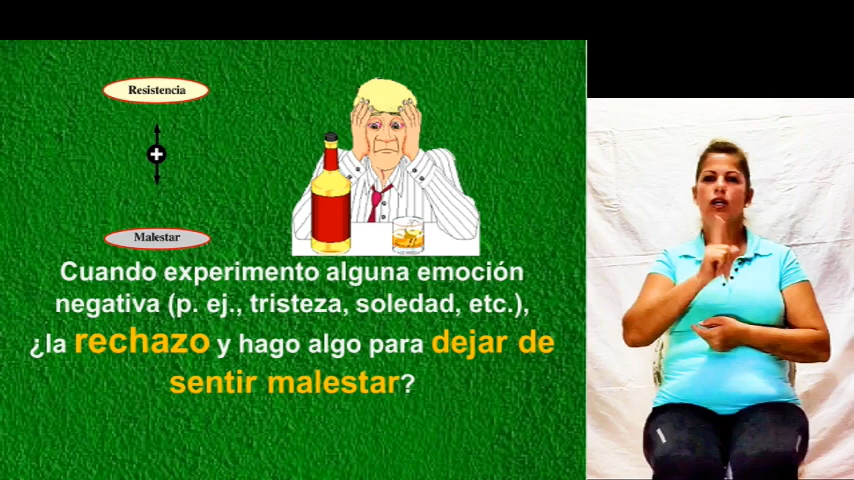 Resistencia
Malestar
Cuando experimento alguna emoción
negativa (p. ej., tristeza, soledad, etc.),
¿la rechazo y hago algo para dejar de
sentir malestar?